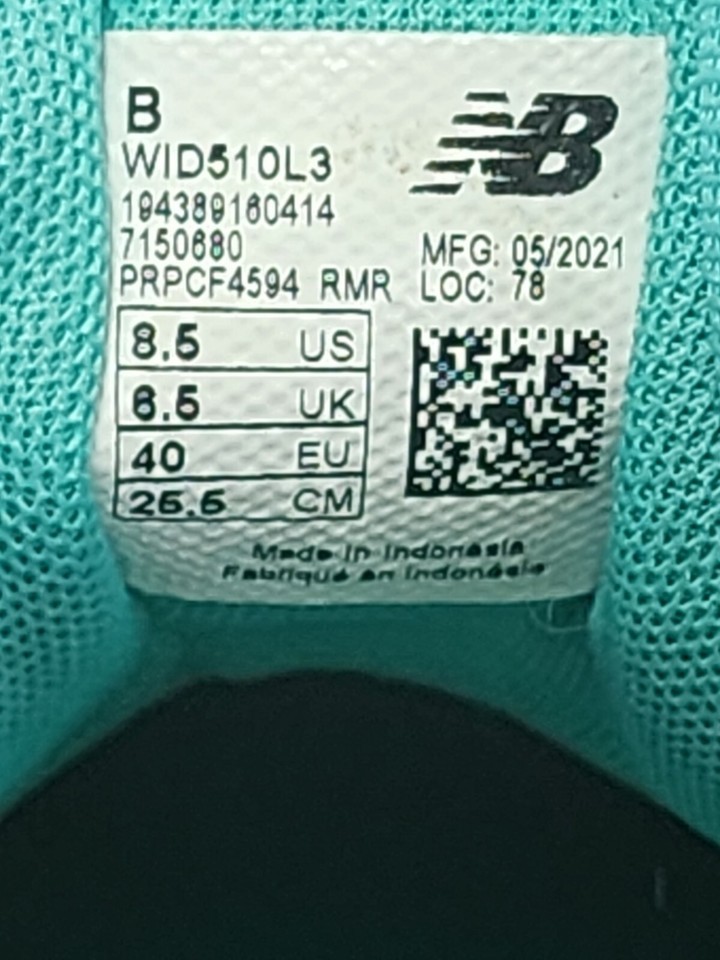 B
NB
WID510L3
194389160414
7150680
PRPCF4594 RMR
MFG: 05/2021
LOC: 78
8.5 US
6.5 UK
40 EU
25.5 CM
Made in Indonesia
Fabriqué en Indonésie